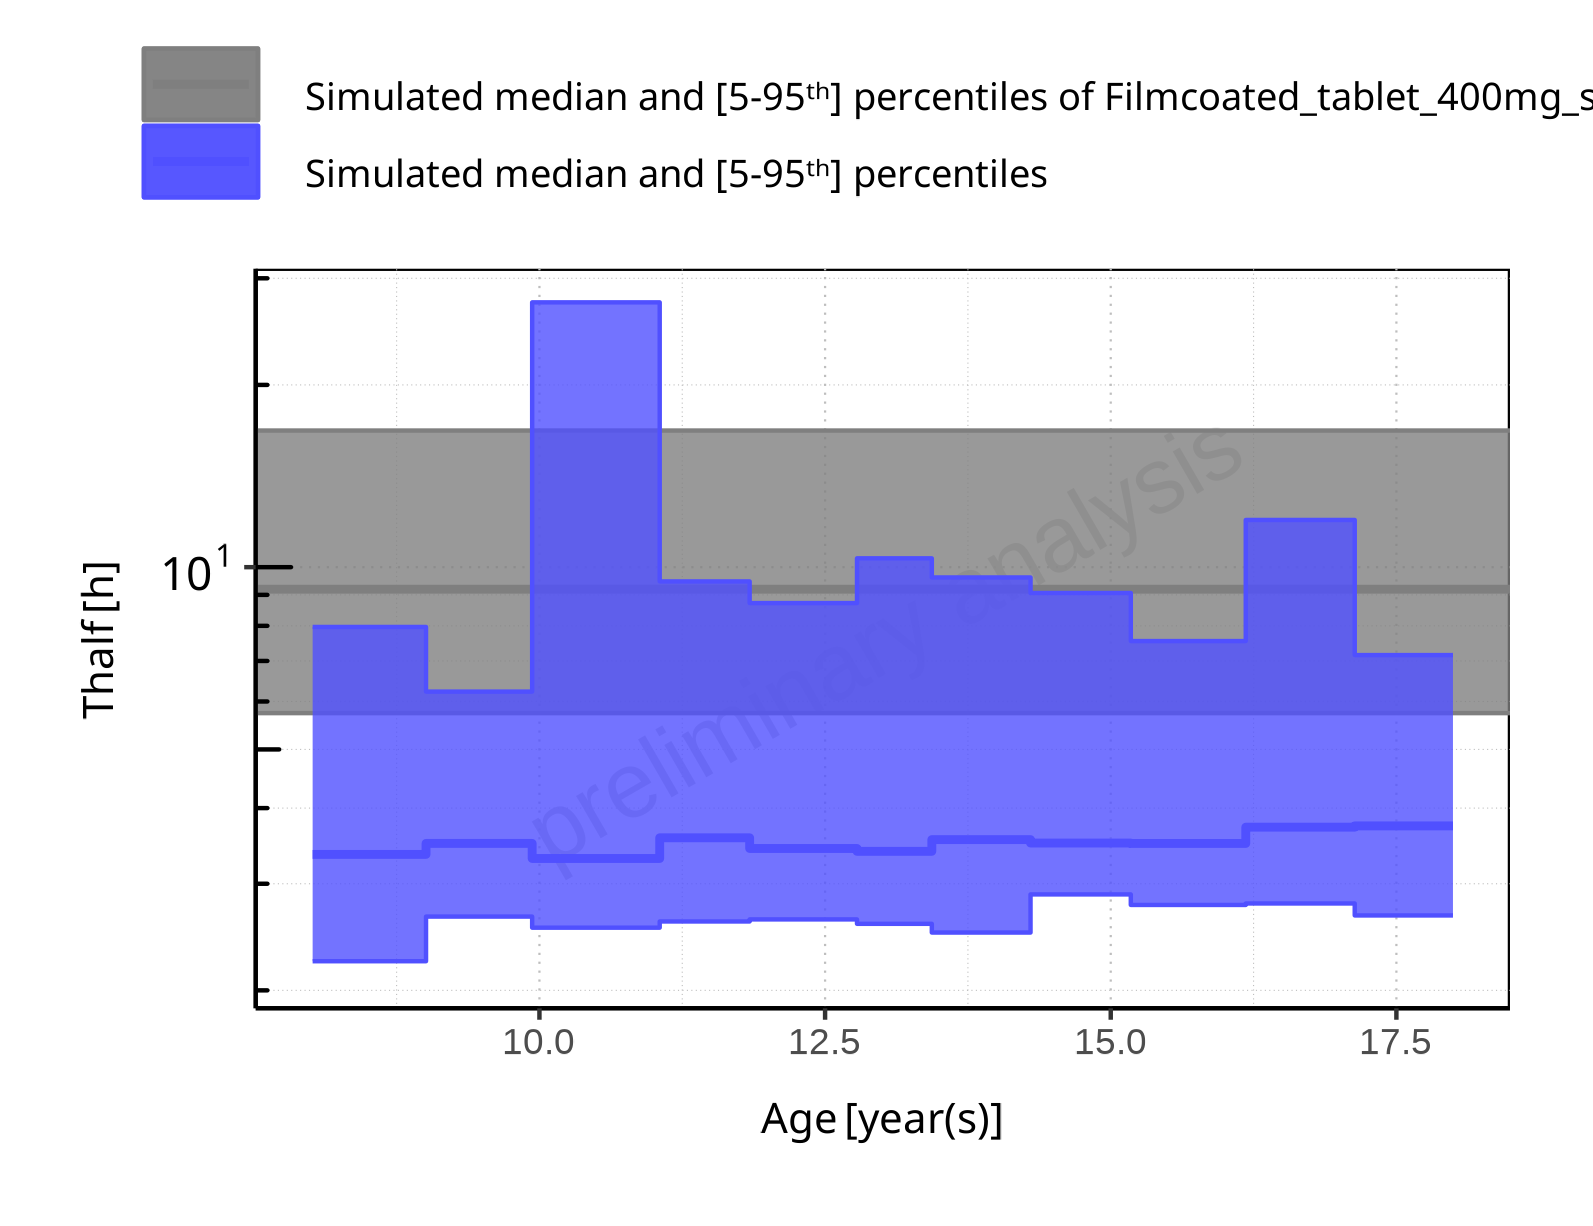 Simulated median and [5-95ᵗʰ] percentiles of Filmcoated_tablet_400mg_s
Simulated median and [5-95ᵗʰ] percentiles
Thalf [h]
10¹
preliminary analysis
10.0 12.5 15.0 17.5
Age [year(s)]